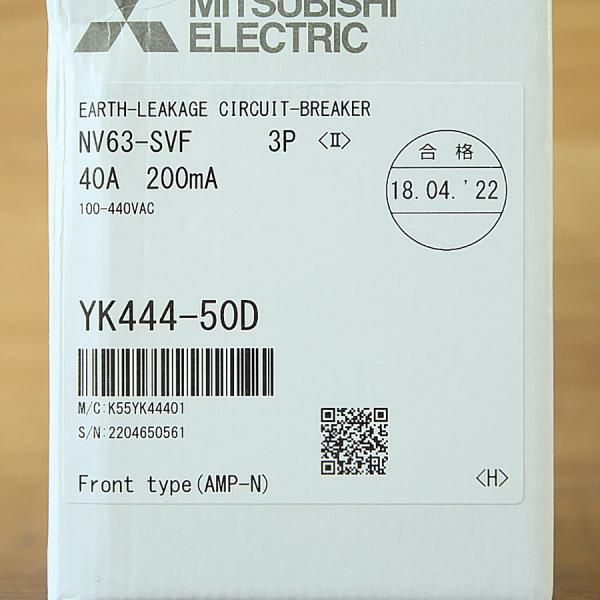 MITSUBISHI
ELECTRIC
EARTH-LEAKAGE CIRCUIT-BREAKER
NV63-SVF 3P <II>
40A 200mA
100-440VAC
合格
18.04.'22
YK444-50D
M/C:K55YK44401
S/N:2204650561
Front type(AMP-N)
<H>